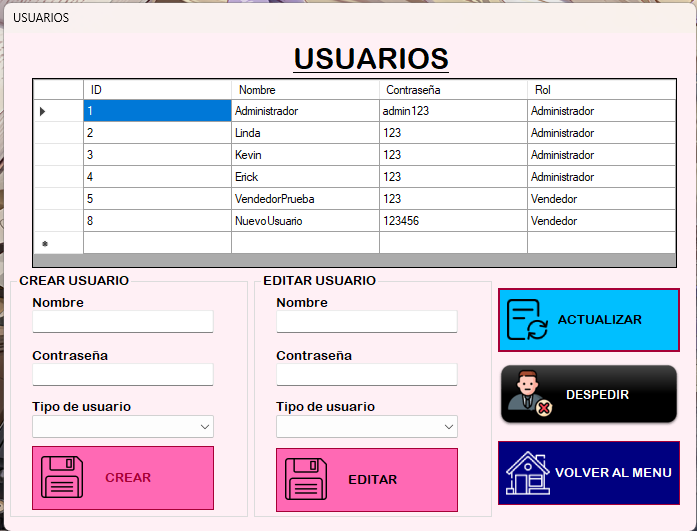 USUARIOS
USUARIOS
ID Nombre Contraseña Rol
1 Administrador admin123 Administrador
2 Linda 123 Administrador
3 Kevin 123 Administrador
4 Erick 123 Administrador
5 VendedorPrueba 123 Vendedor
8 NuevoUsuario 123456 Vendedor
CREAR USUARIO
Nombre
Contraseña
Tipo de usuario
CREAR
EDITAR USUARIO
Nombre
Contraseña
Tipo de usuario
EDITAR
ACTUALIZAR
DESPEDIR
VOLVER AL MENU